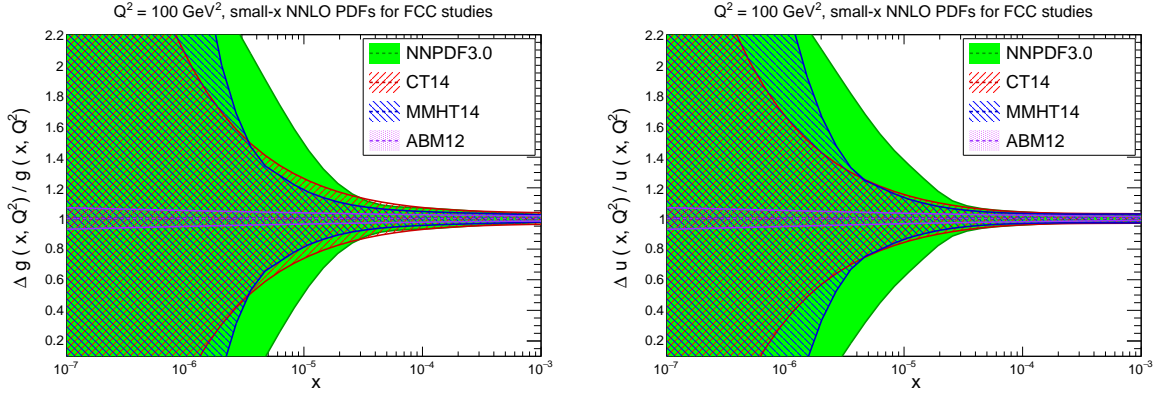 Q² = 100 GeV², small-x NNLO PDFs for FCC studies
Δ g ( x, Q²) / g ( x, Q²)
2.2
2
1.8
1.6
1.4
1.2
1
0.8
0.6
0.4
0.2
NNPDF3.0
CT14
MMHT14
ABM12
10⁻⁷ 10⁻⁶ 10⁻⁵ 10⁻⁴ 10⁻³
x
Q² = 100 GeV², small-x NNLO PDFs for FCC studies
Δ u ( x, Q²) / u ( x, Q²)
2.2
2
1.8
1.6
1.4
1.2
1
0.8
0.6
0.4
0.2
NNPDF3.0
CT14
MMHT14
ABM12
10⁻⁷ 10⁻⁶ 10⁻⁵ 10⁻⁴ 10⁻³
x